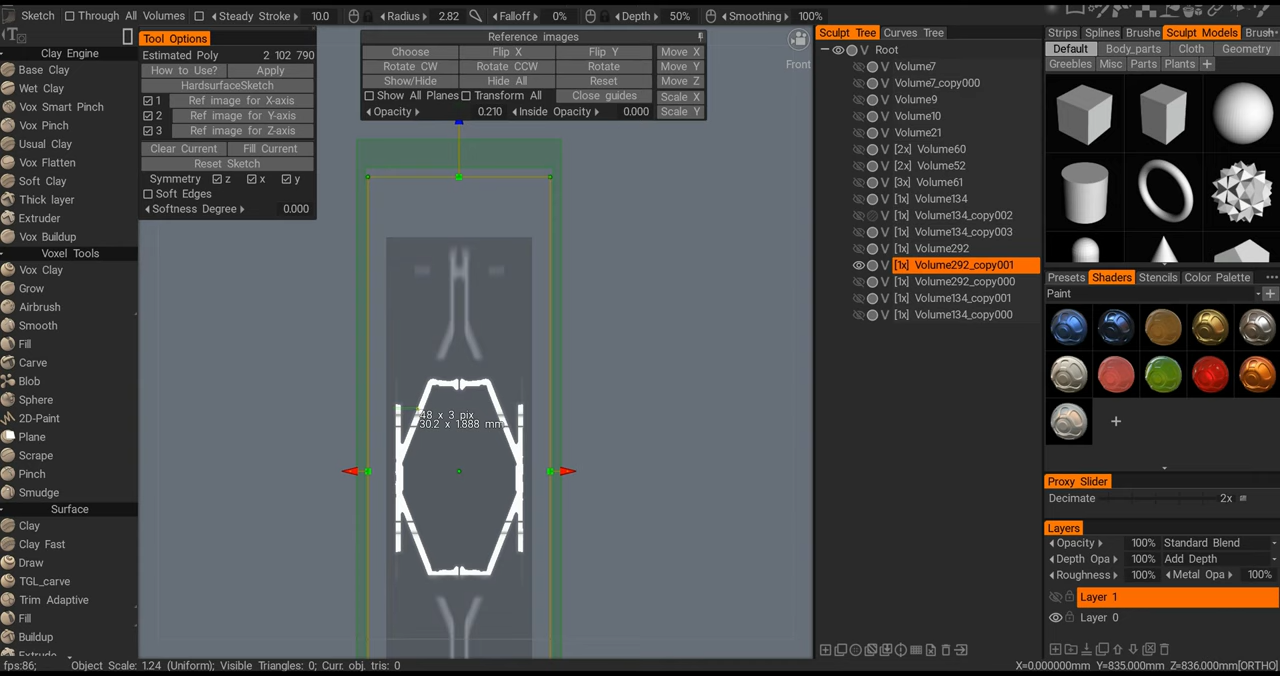 Sketch Through All Volumes Steady Stroke 10.0 Radius 2.82 Falloff 0% Depth 50% Smoothing 100%
Clay Engine
Base Clay
Wet Clay
Vox Smart Pinch
Vox Pinch
Usual Clay
Vox Flatten
Soft Clay
Thick layer
Extruder
Vox Buildup
Voxel Tools
Vox Clay
Grow
Airbrush
Smooth
Fill
Carve
Blob
Sphere
2D-Paint
Plane
Scrape
Pinch
Smudge
Surface
Clay
Clay Fast
Draw
TGL_carve
Trim Adaptive
Fill
Buildup
Tool Options
Estimated Poly 2 102 790
How to Use? Apply
HardsurfaceSketch
1 Ref image for X-axis
2 Ref image for Y-axis
3 Ref image for Z-axis
Clear Current Fill Current
Reset Sketch
Symmetry z x y
Soft Edges
Softness Degree 0.000
Reference images
Choose Flip X Flip Y Move X
Rotate CW Rotate CCW Rotate Move Y
Show/Hide Hide All Reset Move Z
Show All Planes Transform All Close guides Scale X
Opacity 0.210 Inside Opacity 0.000 Scale Y
Front
48 x 3 pix
30.2 x 1.888 mm
Sculpt Tree Curves Tree
V Root
V Volume7
V Volume7_copy000
V Volume9
V Volume10
V Volume21
V [2x] Volume60
V [2x] Volume52
V [3x] Volume61
V [1x] Volume134
V [1x] Volume134_copy002
V [1x] Volume134_copy003
V [1x] Volume292
V [1x] Volume292_copy001
V [1x] Volume292_copy000
V [1x] Volume134_copy001
V [1x] Volume134_copy000
Strips Splines Brushe Sculpt Models Brush
Default Body_parts Cloth Geometry
Greebles Misc Parts Plants +
Presets Shaders Stencils Color Palette
Paint
Proxy Slider
Decimate 2x
Layers
Opacity 100% Standard Blend
Depth Opa 100% Add Depth
Roughness 100% Metal Opa 100%
Layer 1
Layer 0
fps:86; Object Scale: 1.24 (Uniform); Visible Triangles: 0; Curr. obj. tris: 0 X=0.000000mm Y=835.000mm Z=836.000mm[ORTHO]